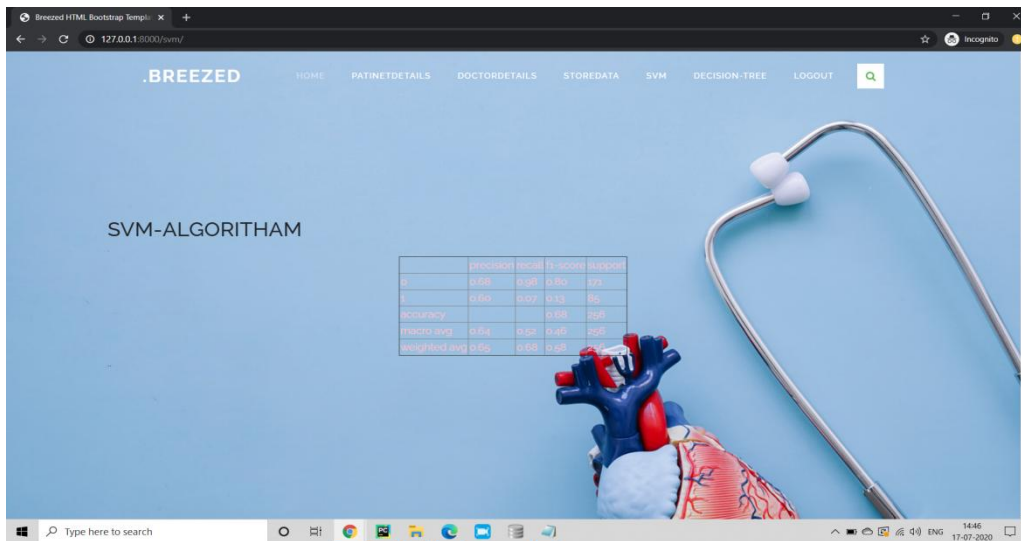 Breezed HTML Bootstrap Templa
127.0.0.1:8000/svm/
Incognito
.BREEZED
HOME PATINETDETAILS DOCTORDETAILS STOREDATA SVM DECISION-TREE LOGOUT
SVM-ALGORITHAM
precision recall f1-score support
0 0.68 0.98 0.80 171
1 0.60 0.07 0.13 85
accuracy 0.68 256
macro avg 0.64 0.52 0.46 256
weighted avg 0.65 0.68 0.58 256
Type here to search
PC
ENG
14:46
17-07-2020